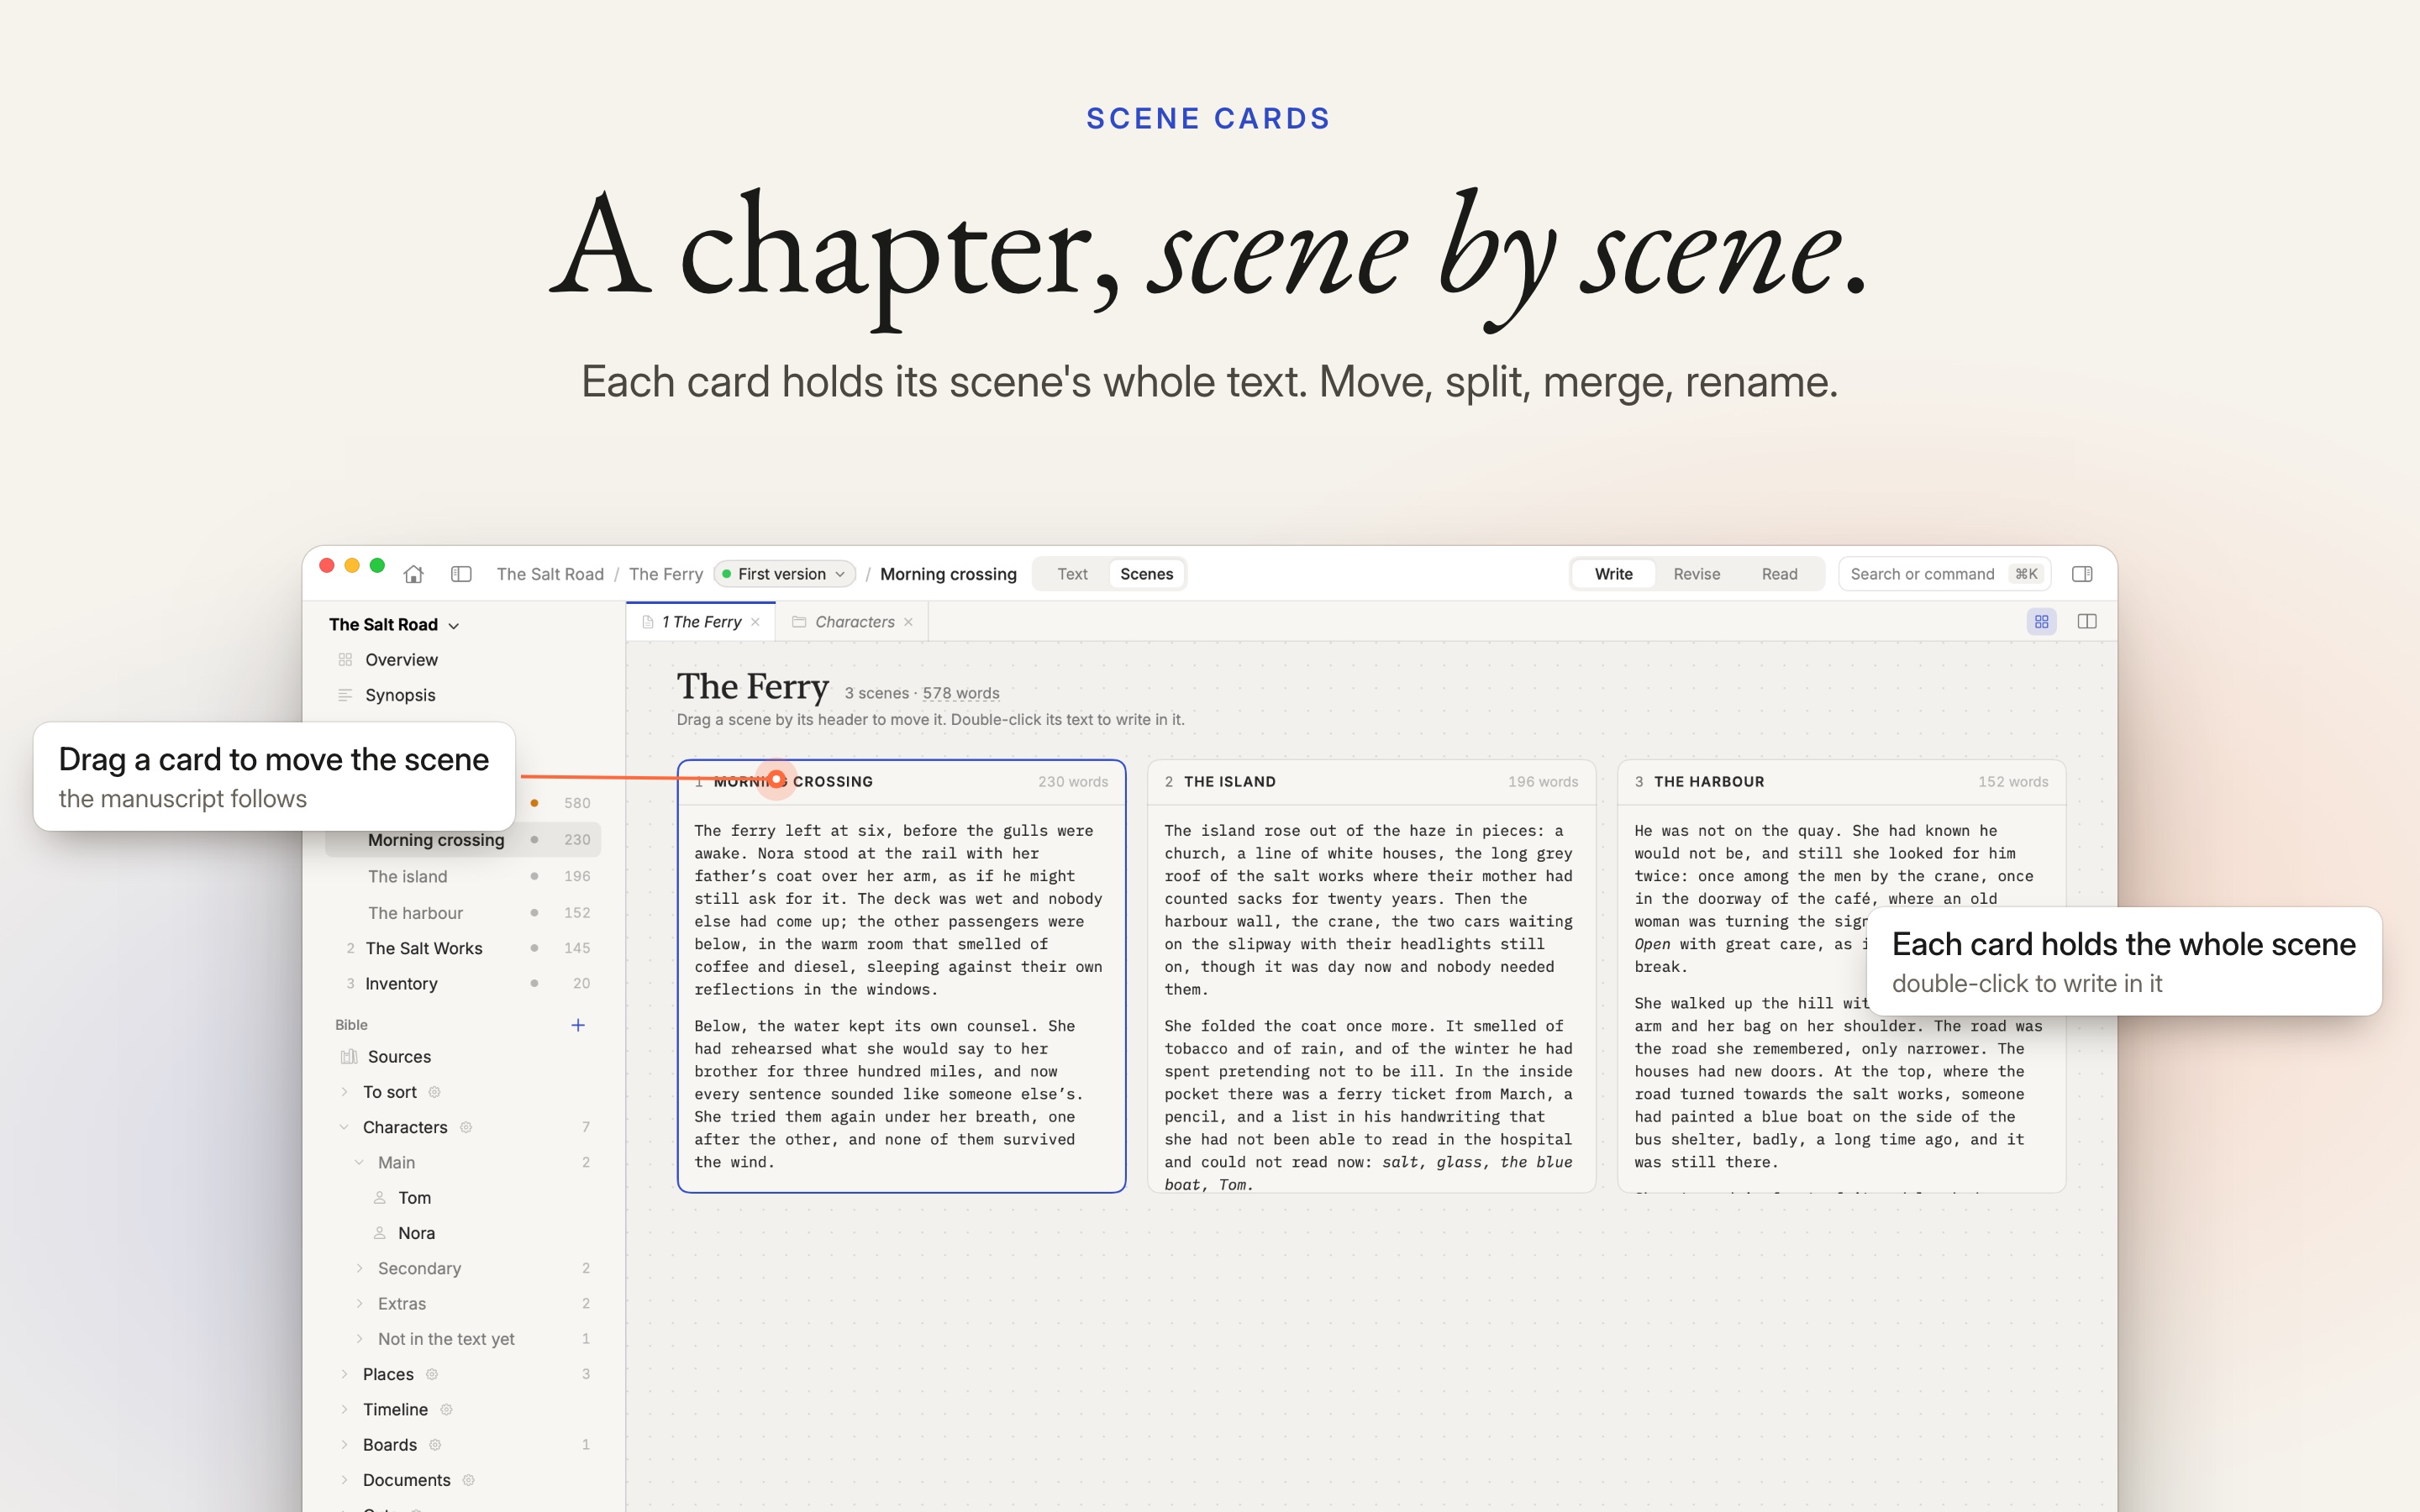 SCENE CARDS
A chapter, scene by scene.
Each card holds its scene's whole text. Move, split, merge, rename.
The Salt Road / The Ferry First version / Morning crossing Text Scenes
Write Revise Read Search or command ⌘K
The Salt Road
Overview
Synopsis
Drag a card to move the scene
the manuscript follows
580
Morning crossing 230
The island 196
The harbour 152
2 The Salt Works 145
3 Inventory 20
Bible +
Sources
To sort
Characters 7
Main 2
Tom
Nora
Secondary 2
Extras 2
Not in the text yet 1
Places 3
Timeline
Boards 1
Documents
1 The Ferry ×
Characters ×
The Ferry 3 scenes · 578 words
Drag a scene by its header to move it. Double-click its text to write in it.
1 MORNING CROSSING 230 words
The ferry left at six, before the gulls were
awake. Nora stood at the rail with her
father’s coat over her arm, as if he might
still ask for it. The deck was wet and nobody
else had come up; the other passengers were
below, in the warm room that smelled of
coffee and diesel, sleeping against their own
reflections in the windows.
Below, the water kept its own counsel. She
had rehearsed what she would say to her
brother for three hundred miles, and now
every sentence sounded like someone else’s.
She tried them again under her breath, one
after the other, and none of them survived
the wind.
2 THE ISLAND 196 words
The island rose out of the haze in pieces: a
church, a line of white houses, the long grey
roof of the salt works where their mother had
counted sacks for twenty years. Then the
harbour wall, the crane, the two cars waiting
on the slipway with their headlights still
on, though it was day now and nobody needed
them.
She folded the coat once more. It smelled of
tobacco and of rain, and of the winter he had
spent pretending not to be ill. In the inside
pocket there was a ferry ticket from March, a
pencil, and a list in his handwriting that
she had not been able to read in the hospital
and could not read now: salt, glass, the blue
boat, Tom.
3 THE HARBOUR 152 words
He was not on the quay. She had known he
would not be, and still she looked for him
twice: once among the men by the crane, once
in the doorway of the café, where an old
woman was turning the
Open with great care, as
break.
She walked up the hill
arm and her bag on her shoulder. The road was
the road she remembered, only narrower. The
houses had new doors. At the top, where the
road turned towards the salt works, someone
had painted a blue boat on the side of the
bus shelter, badly, a long time ago, and it
was still there.
Each card holds the whole scene
double-click to write in it